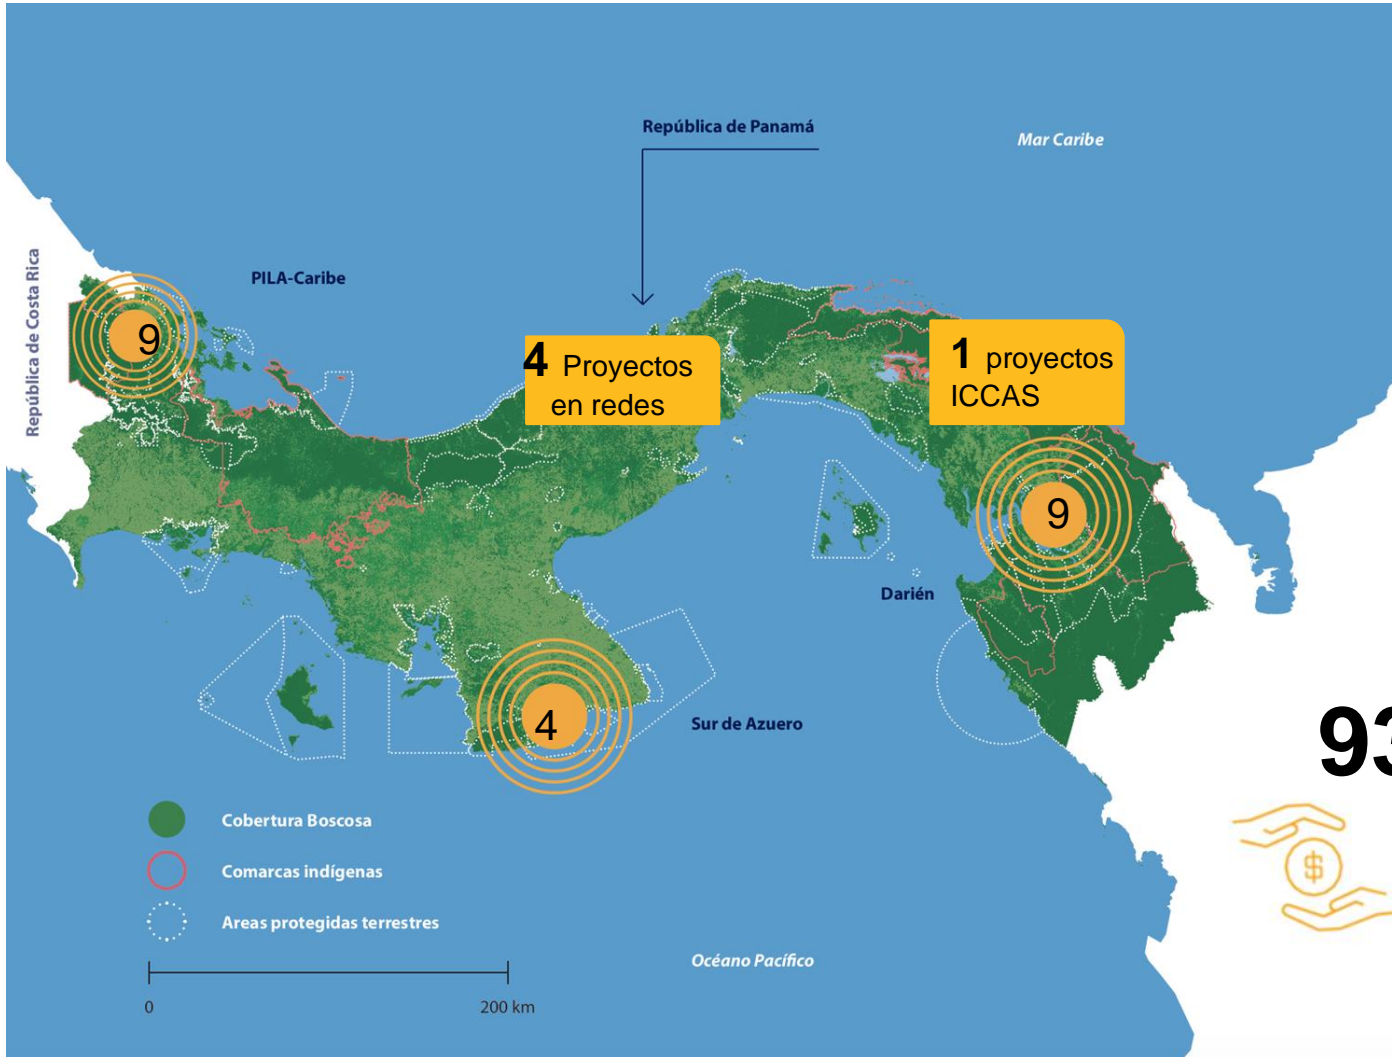 República de Panamá
Mar Caribe
República de Costa Rica
PILA-Caribe
9
4 Proyectos
en redes
1 proyectos
ICCAS
9
Darién
4
Sur de Azuero
93
$
Cobertura Boscosa
Comarcas indígenas
Areas protegidas terrestres
Océano Pacífico
0
200 km